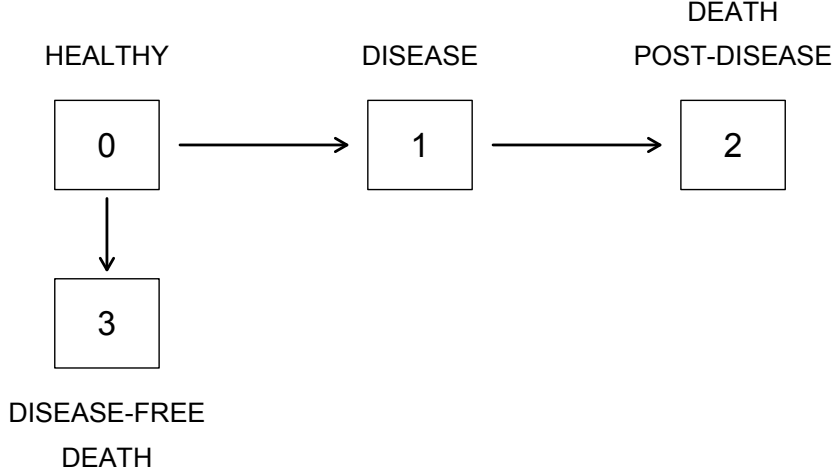 DEATH
HEALTHY
DISEASE
POST-DISEASE
0
1
2
3
DISEASE-FREE
DEATH